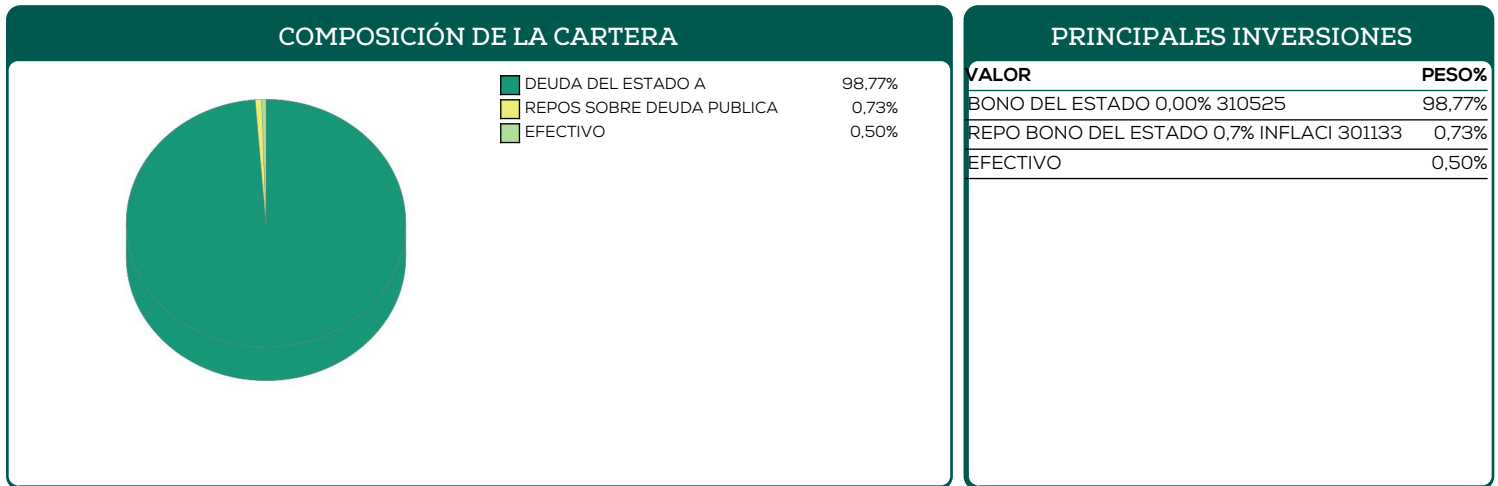 COMPOSICIÓN DE LA CARTERA
DEUDA DEL ESTADO A 98,77%
REPOS SOBRE DEUDA PUBLICA 0,73%
EFECTIVO 0,50%
PRINCIPALES INVERSIONES
VALOR PESO%
BONO DEL ESTADO 0,00% 310525 98,77%
REPO BONO DEL ESTADO 0,7% INFLACI 301133 0,73%
EFECTIVO 0,50%